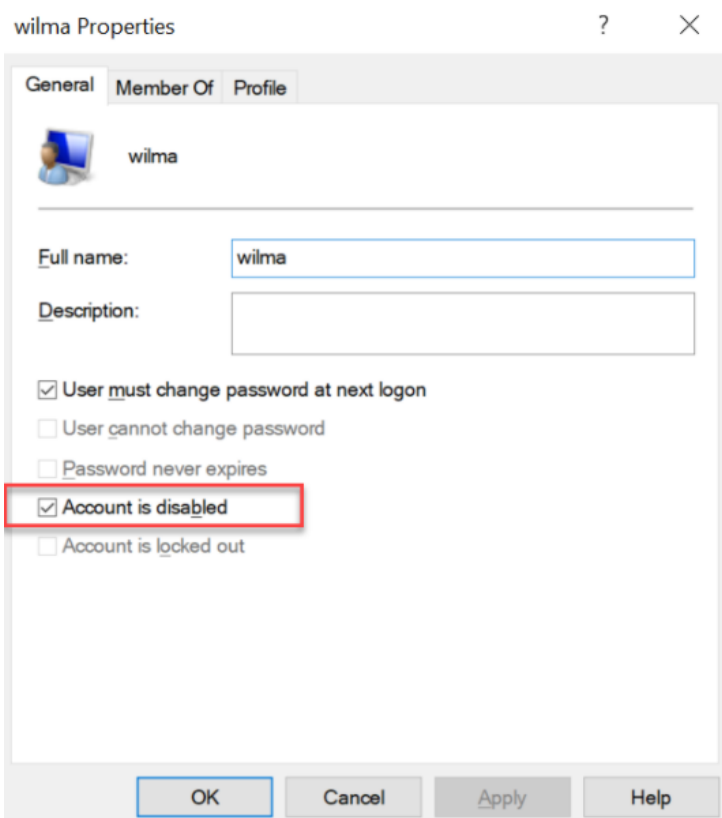 wilma Properties
?
General Member Of Profile
wilma
Full name: wilma
Description:
User must change password at next logon
User cannot change password
Password never expires
Account is disabled
Account is locked out
OK Cancel Apply Help